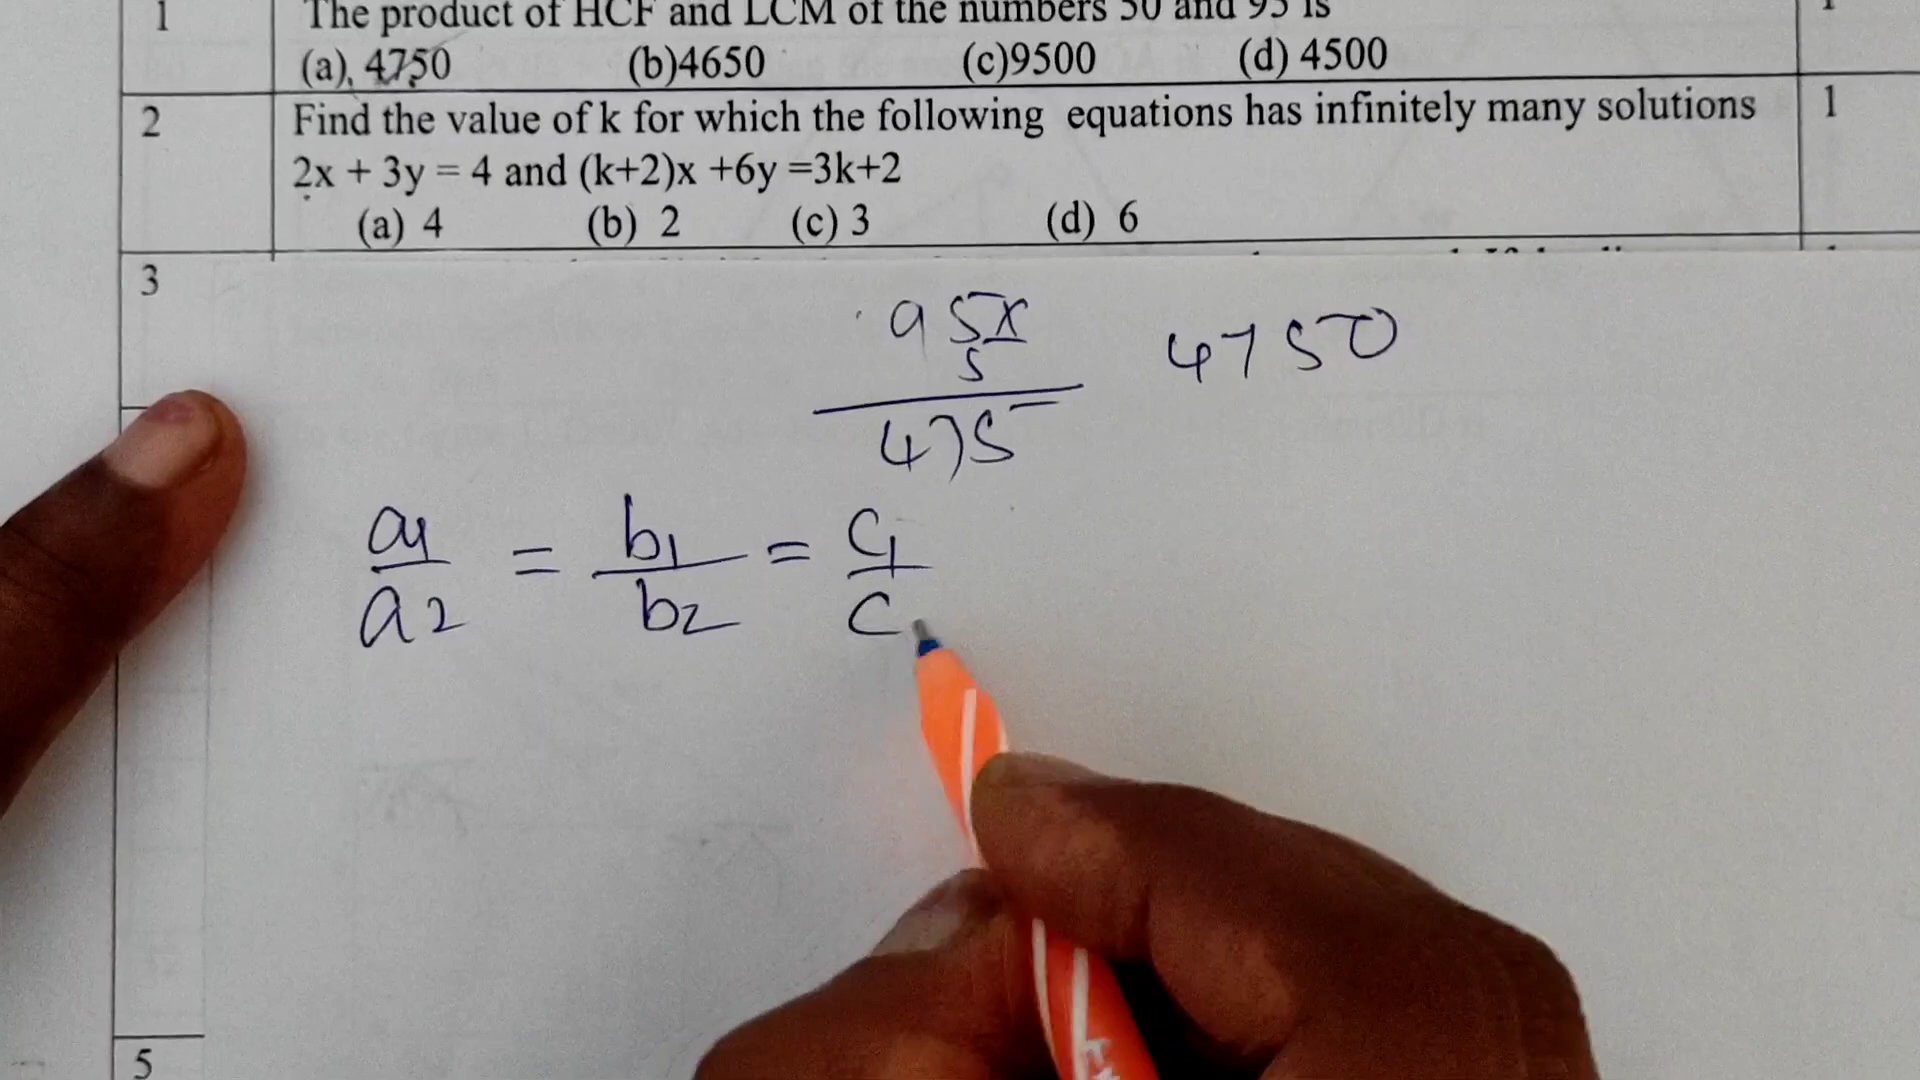 1 The product of HCF and LCM of the numbers 50 and 95 is
(a). 4750 (b)4650 (c)9500 (d) 4500
2 Find the value of k for which the following equations has infinitely many solutions 1
2x + 3y = 4 and (k+2)x +6y =3k+2
(a) 4 (b) 2 (c) 3 (d) 6
3
95x
5
475
4750
a1/a2 = b1/b2 = c1/c
5